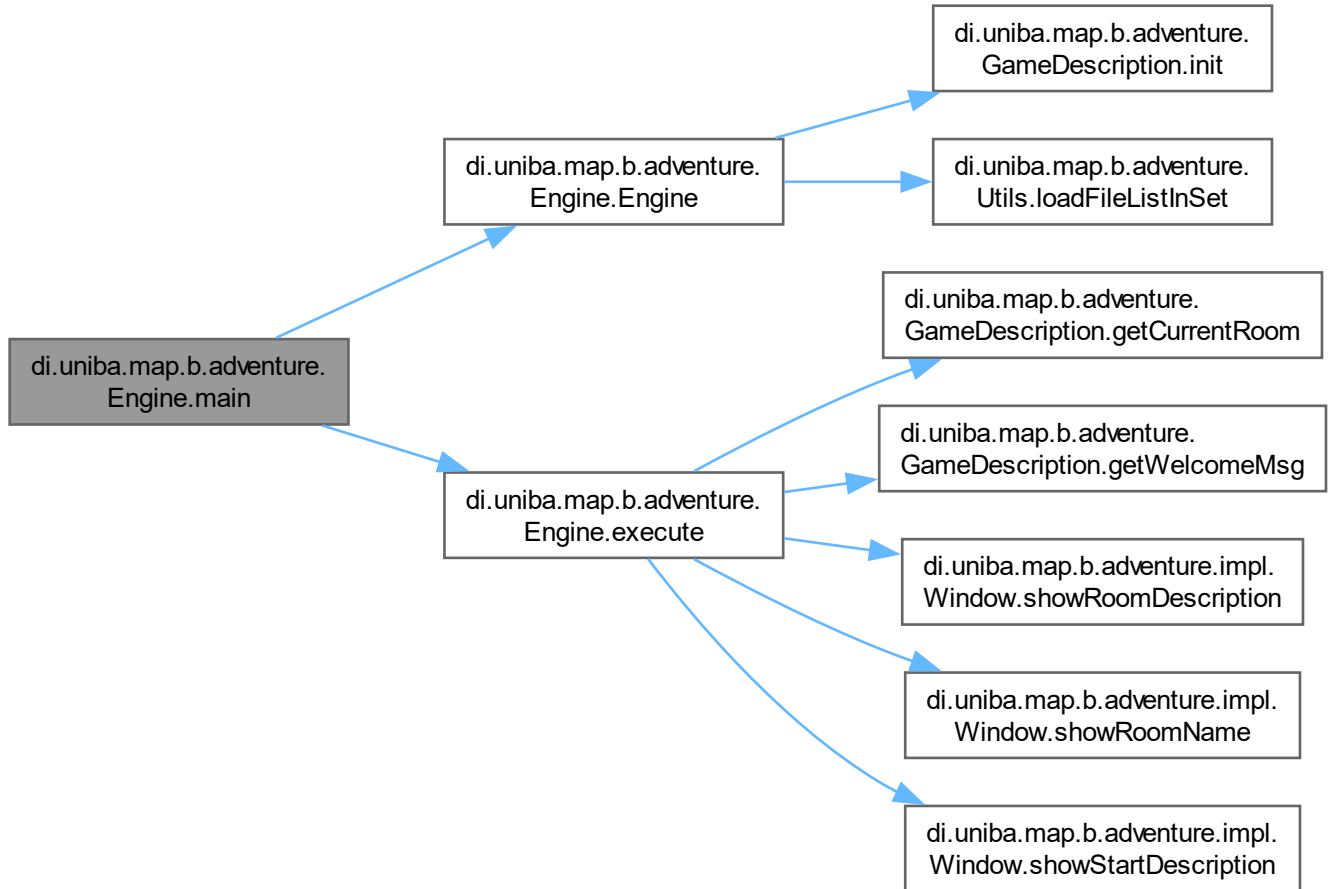 di.uniba.map.b.adventure.
GameDescription.init
di.uniba.map.b.adventure.
Engine.Engine
di.uniba.map.b.adventure.
Utils.loadFileListInSet
di.uniba.map.b.adventure.
GameDescription.getCurrentRoom
di.uniba.map.b.adventure.
Engine.main
di.uniba.map.b.adventure.
GameDescription.getWelcomeMsg
di.uniba.map.b.adventure.
Engine.execute
di.uniba.map.b.adventure.impl.
Window.showRoomDescription
di.uniba.map.b.adventure.impl.
Window.showRoomName
di.uniba.map.b.adventure.impl.
Window.showStartDescription